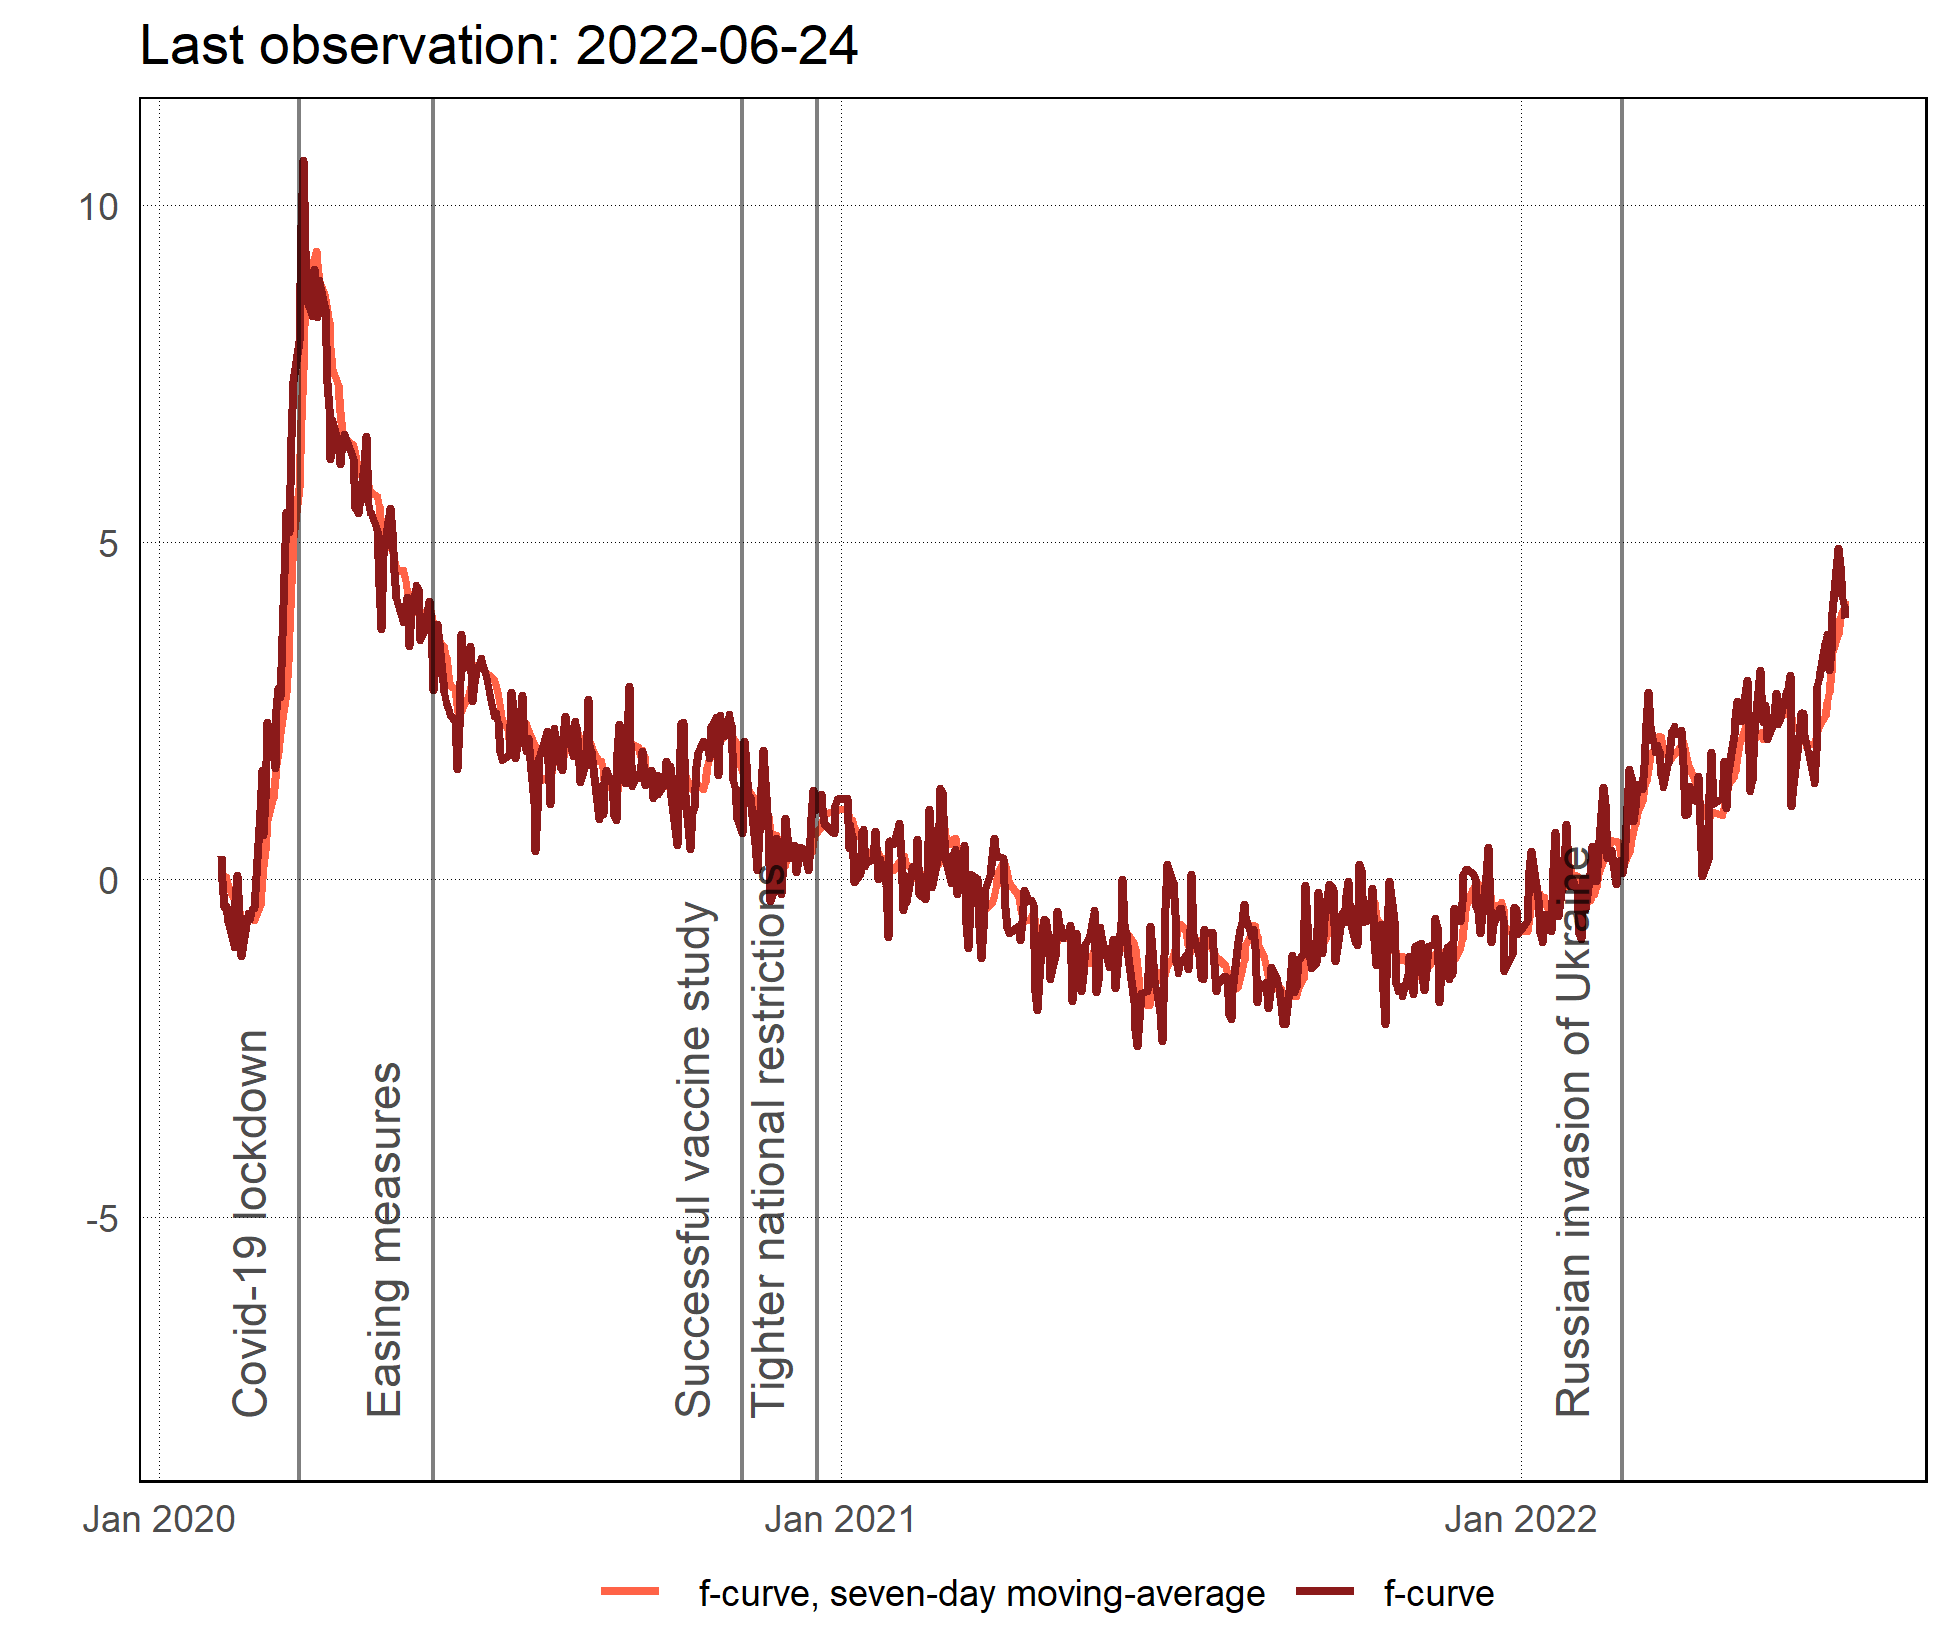 Last observation: 2022-06-24
10
5
0
-5
Covid-19 lockdown
Easing measures
Successful vaccine study
Tighter national restrictions
Russian invasion of Ukraine
Jan 2020
Jan 2021
Jan 2022
f-curve, seven-day moving-average
f-curve